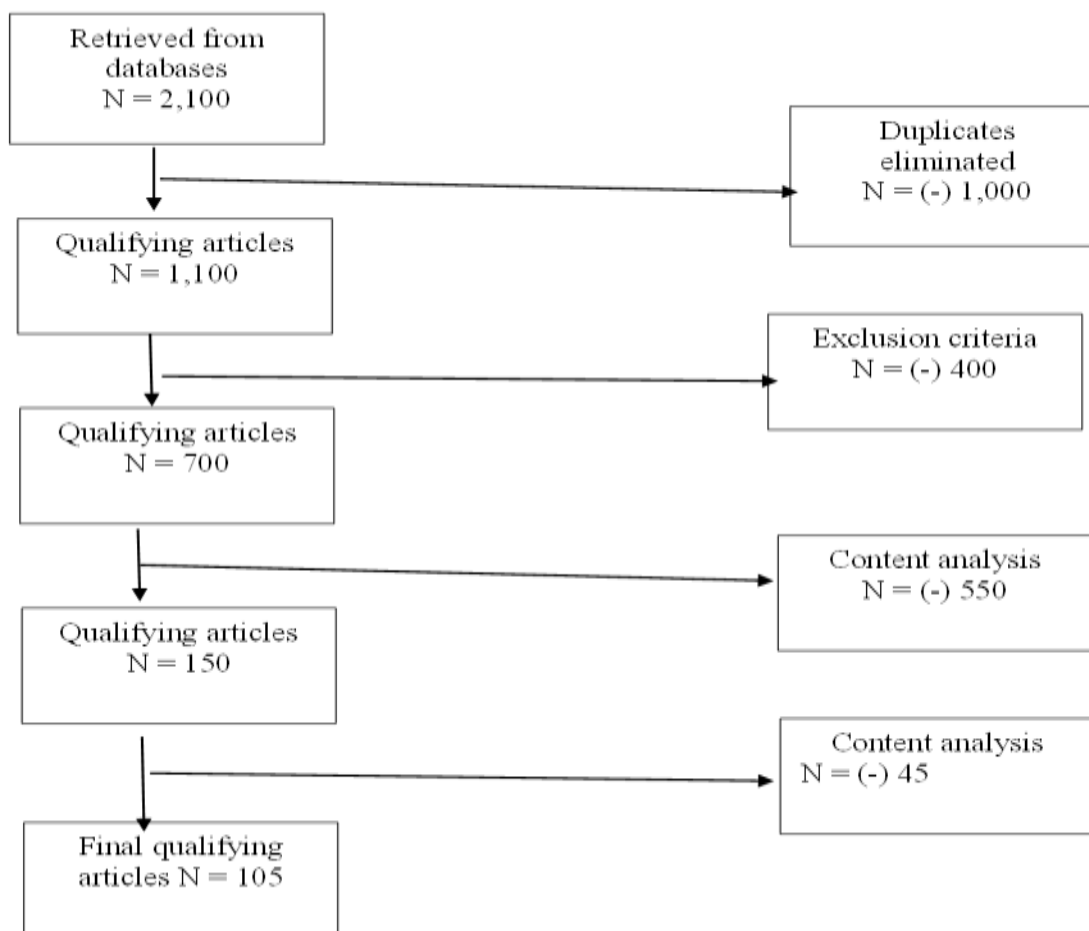 Retrieved from
databases
N = 2,100
Duplicates
eliminated
N = (-) 1,000
Qualifying articles
N = 1,100
Exclusion criteria
N = (-) 400
Qualifying articles
N = 700
Content analysis
N = (-) 550
Qualifying articles
N = 150
Content analysis
N = (-) 45
Final qualifying
articles N = 105